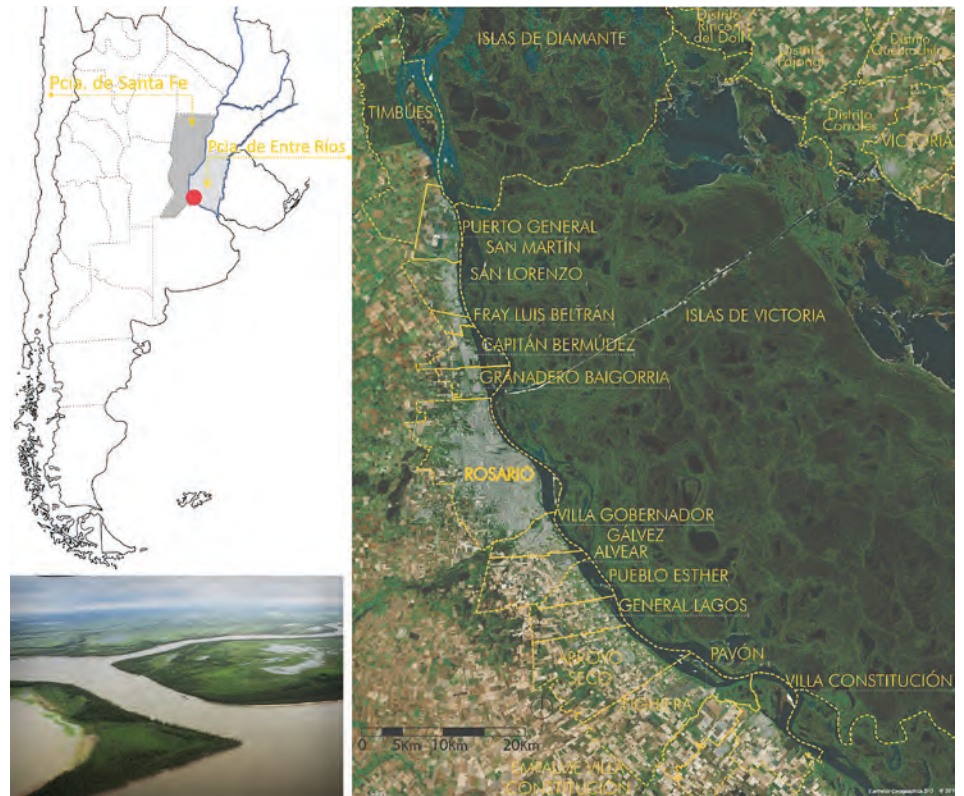 Pcia. de Santa Fe
Pcia. de Entre Ríos
ISLAS DE DIAMANTE
Distrito
Rincon
del Doll
Distrito
Pajonal
Distrito
Quebracho
TIMBÚES
Distrito
Corrales
VICTORIA
PUERTO GENERAL
SAN MARTÍN
SAN LORENZO
FRAY LUIS BELTRÁN
ISLAS DE VICTORIA
CAPITÁN BERMÚDEZ
GRANADERO BAIGORRIA
ROSARIO
VILLA GOBERNADOR
GÁLVEZ
ALVEAR
PUEBLO ESTHER
GENERAL LAGOS
ARROYO
SECO
PAVÓN
VILLA CONSTITUCIÓN
0 5Km 10Km 20Km
EMPALME VILLA
CONSTITUCIÓN